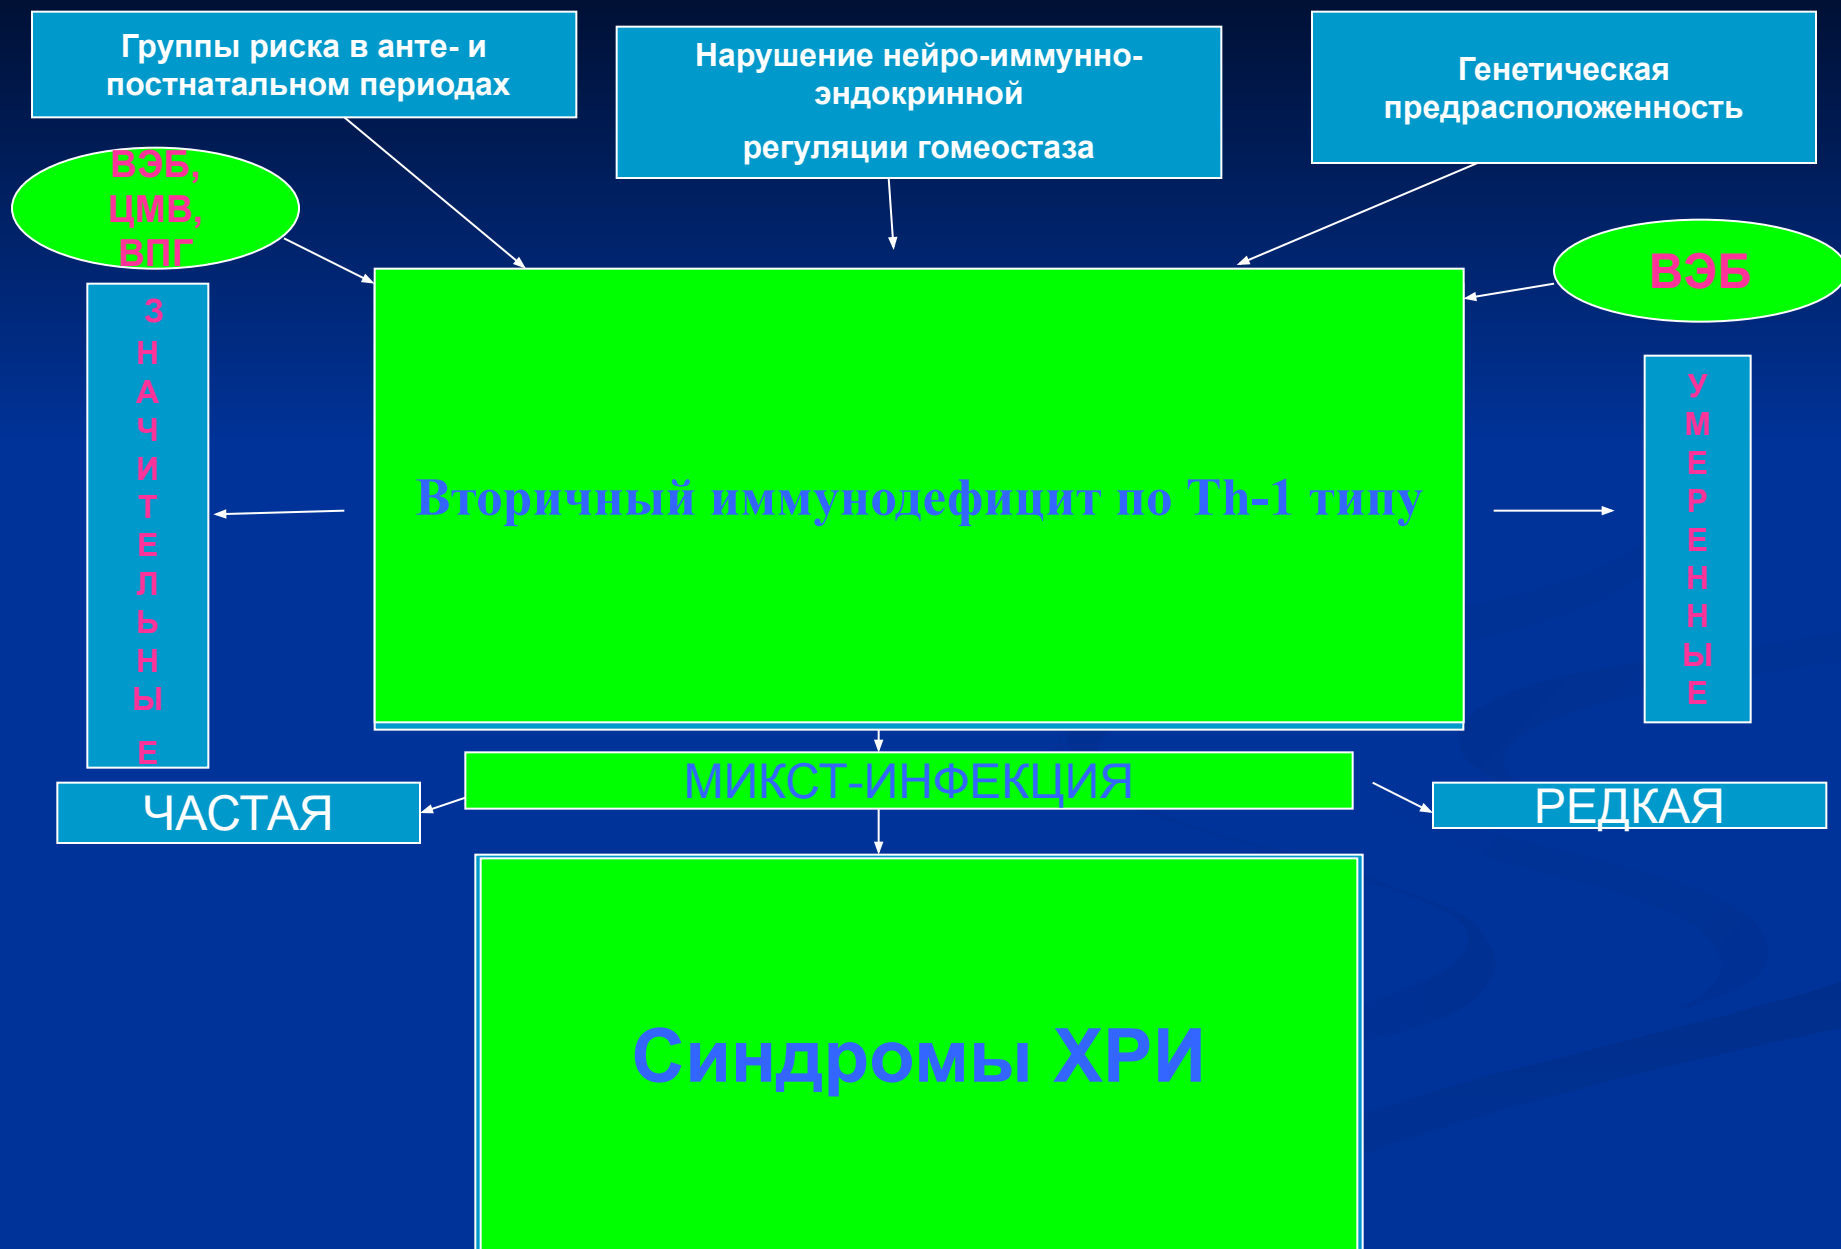 Группы риска в анте- и
постнатальном периодах
Нарушение нейро-иммунно-
эндокринной
регуляции гомеостаза
Генетическая
предрасположенность
ВЭБ,
ЦМВ,
ВПГ
ВЭБ
З
Н
А
Ч
И
Т
Е
Л
Ь
Н
Ы
Е
Вторичный иммунодефицит по Th-1 типу
У
М
Е
Р
Е
Н
Н
Ы
Е
МИКСТ-ИНФЕКЦИЯ
ЧАСТАЯ
РЕДКАЯ
Синдромы ХРИ